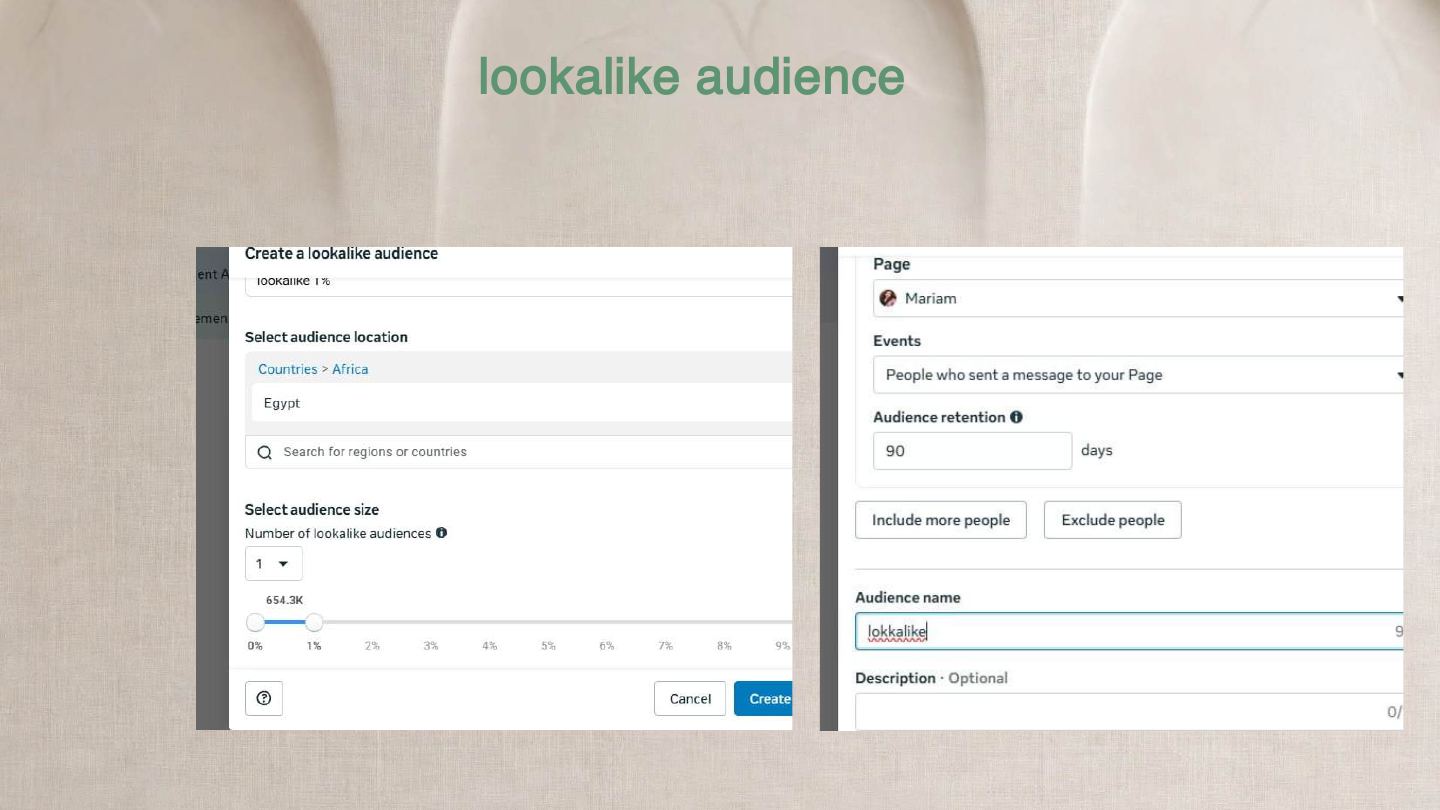 lookalike audience
Create a lookalike audience
lookalike 1%
Select audience location
Countries > Africa
Egypt
Search for regions or countries
Select audience size
Number of lookalike audiences
1
654.3K
0% 1% 2% 3% 4% 5% 6% 7% 8% 9%
Cancel Create
Page
Mariam
Events
People who sent a message to your Page
Audience retention
90 days
Include more people Exclude people
Audience name
lokkalike 9
Description · Optional
0/